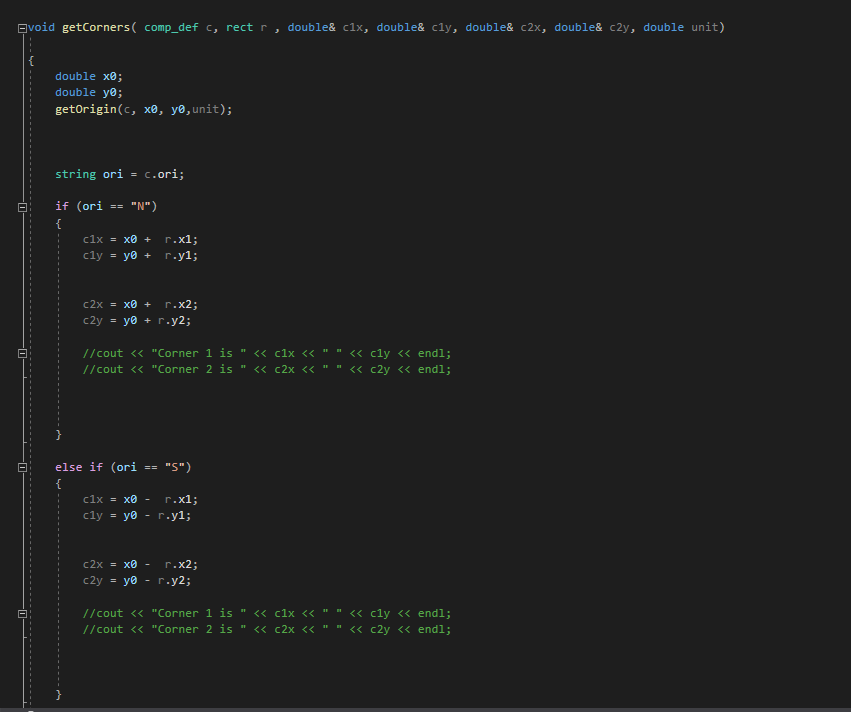 void getCorners( comp_def c, rect r , double& c1x, double& c1y, double& c2x, double& c2y, double unit)
{
double x0;
double y0;
getOrigin(c, x0, y0,unit);
string ori = c.ori;
if (ori == "N")
{
c1x = x0 +  r.x1;
c1y = y0 +  r.y1;
c2x = x0 +  r.x2;
c2y = y0 + r.y2;
//cout << "Corner 1 is " << c1x << " " << c1y << endl;
//cout << "Corner 2 is " << c2x << " " << c2y << endl;
}
else if (ori == "S")
{
c1x = x0 -  r.x1;
c1y = y0 - r.y1;
c2x = x0 -  r.x2;
c2y = y0 - r.y2;
//cout << "Corner 1 is " << c1x << " " << c1y << endl;
//cout << "Corner 2 is " << c2x << " " << c2y << endl;
}